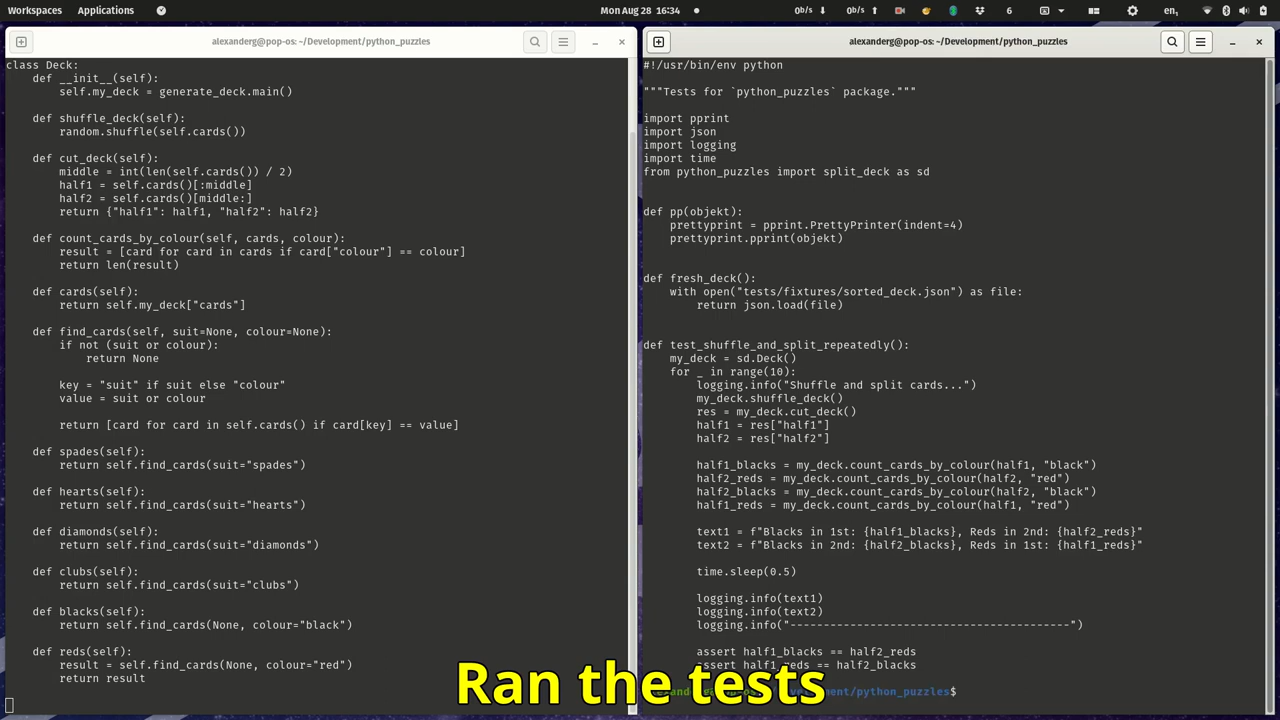 Workspaces Applications Mon Aug 28 16:34 0B/s 0B/s 6 en1
alexanderg@pop-os: ~/Development/python_puzzles
class Deck:
    def __init__(self):
        self.my_deck = generate_deck.main()

    def shuffle_deck(self):
        random.shuffle(self.cards())

    def cut_deck(self):
        middle = int(len(self.cards()) / 2)
        half1 = self.cards()[:middle]
        half2 = self.cards()[middle:]
        return {"half1": half1, "half2": half2}

    def count_cards_by_colour(self, cards, colour):
        result = [card for card in cards if card["colour"] == colour]
        return len(result)

    def cards(self):
        return self.my_deck["cards"]

    def find_cards(self, suit=None, colour=None):
        if not (suit or colour):
            return None

        key = "suit" if suit else "colour"
        value = suit or colour

        return [card for card in self.cards() if card[key] == value]

    def spades(self):
        return self.find_cards(suit="spades")

    def hearts(self):
        return self.find_cards(suit="hearts")

    def diamonds(self):
        return self.find_cards(suit="diamonds")

    def clubs(self):
        return self.find_cards(suit="clubs")

    def blacks(self):
        return self.find_cards(None, colour="black")

    def reds(self):
        result = self.find_cards(None, colour="red")
        return result
alexanderg@pop-os: ~/Development/python_puzzles
#!/usr/bin/env python

"""Tests for `python_puzzles` package."""

import pprint
import json
import logging
import time
from python_puzzles import split_deck as sd


def pp(objekt):
    prettyprint = pprint.PrettyPrinter(indent=4)
    prettyprint.pprint(objekt)


def fresh_deck():
    with open("tests/fixtures/sorted_deck.json") as file:
        return json.load(file)


def test_shuffle_and_split_repeatedly():
    my_deck = sd.Deck()
    for _ in range(10):
        logging.info("Shuffle and split cards...")
        my_deck.shuffle_deck()
        res = my_deck.cut_deck()
        half1 = res["half1"]
        half2 = res["half2"]

        half1_blacks = my_deck.count_cards_by_colour(half1, "black")
        half2_reds = my_deck.count_cards_by_colour(half2, "red")
        half2_blacks = my_deck.count_cards_by_colour(half2, "black")
        half1_reds = my_deck.count_cards_by_colour(half1, "red")

        text1 = f"Blacks in 1st: {half1_blacks}, Reds in 2nd: {half2_reds}"
        text2 = f"Blacks in 2nd: {half2_blacks}, Reds in 1st: {half1_reds}"

        time.sleep(0.5)

        logging.info(text1)
        logging.info(text2)
        logging.info("------------------------------------------")

        assert half1_blacks == half2_reds
        assert half1_reds == half2_blacks
Development/python_puzzles$
Ran the tests